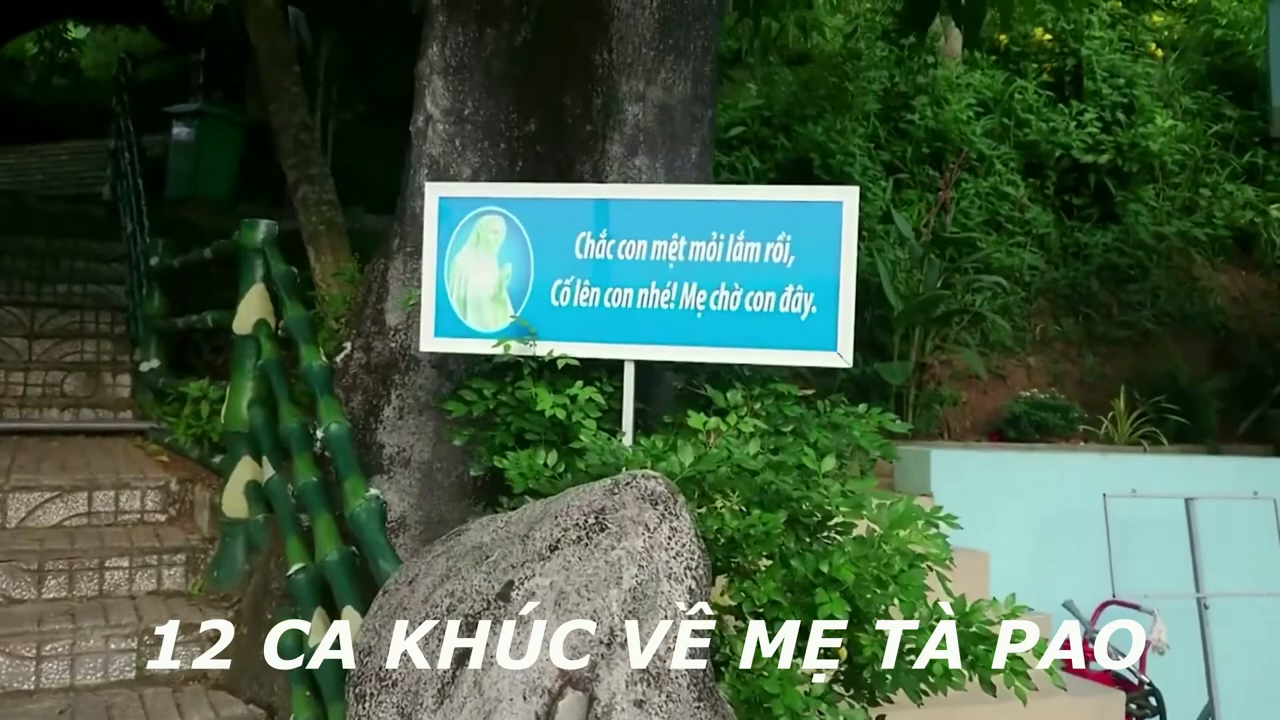 Chắc con mệt mỏi lắm rồi,
Cố lên con nhé! Mẹ chờ con đây.
12 CA KHÚC VỀ MẸ TÀ PAO